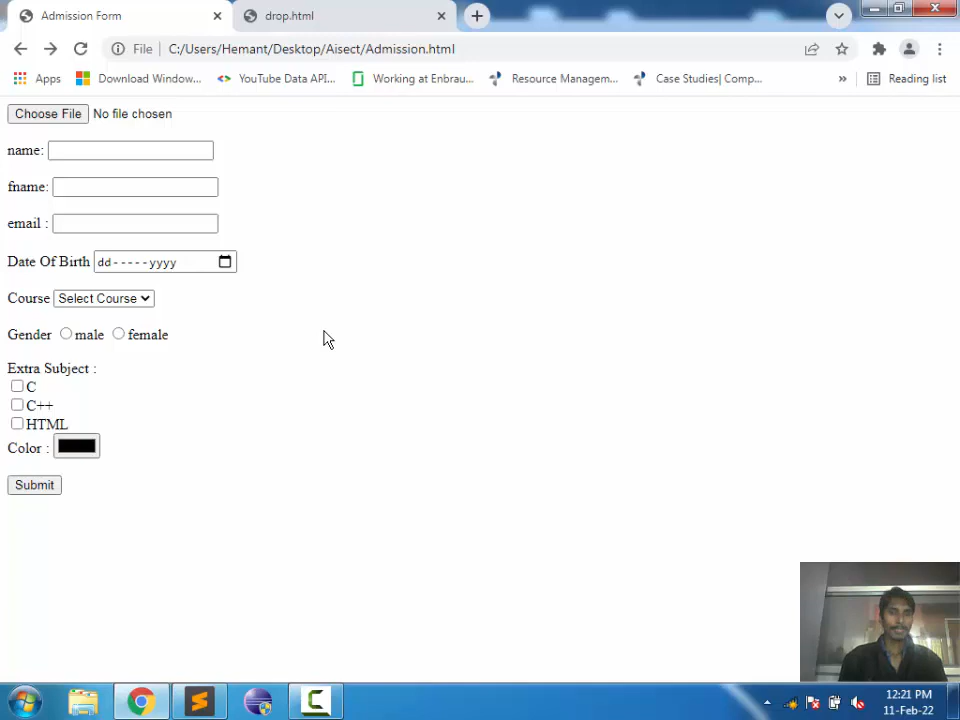 Admission Form
drop.html
File
C:/Users/Hemant/Desktop/Aisect/Admission.html
Apps
Download Window...
YouTube Data API...
Working at Enbrau...
Resource Managem...
Case Studies| Comp...
»
Reading list
Choose File No file chosen
name:
fname:
email :
Date Of Birth dd-----yyyy
Course Select Course
Gender male female
Extra Subject :
C
C++
HTML
Color :
Submit
12:21 PM
11-Feb-22